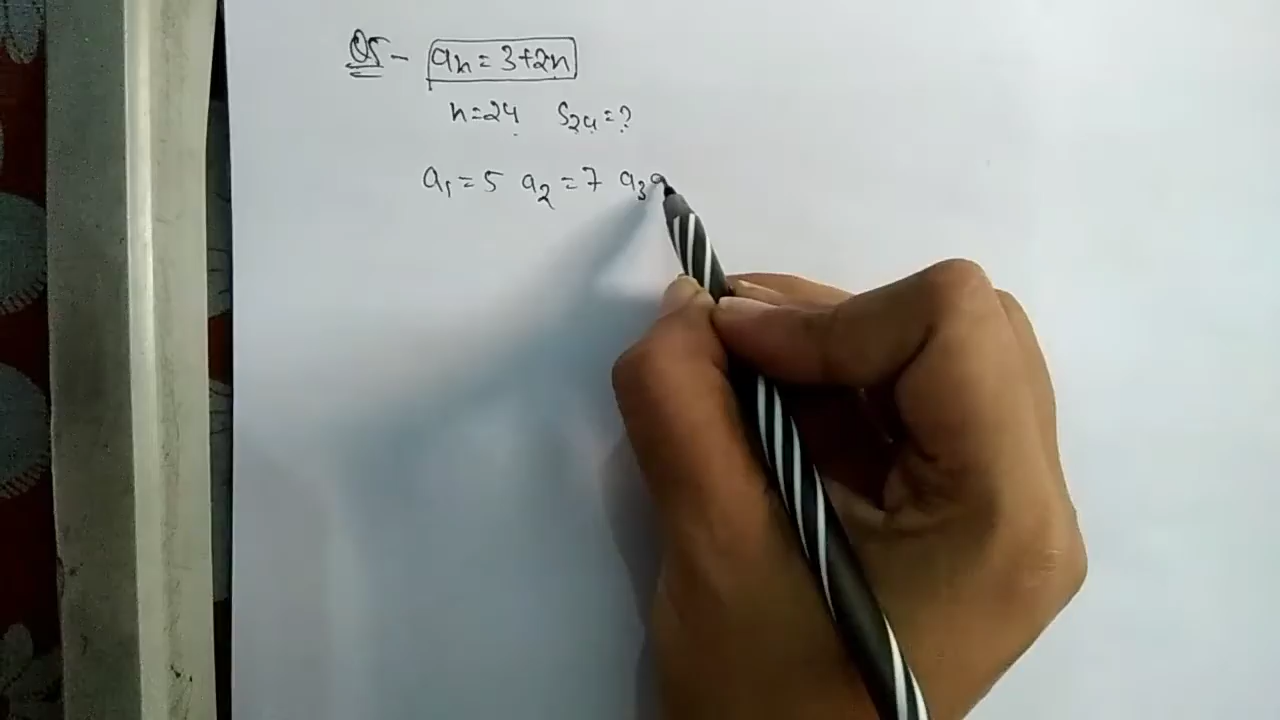 Q5 - aₙ = 3+2n
n=24 S₂₄=?
a₁ = 5 a₂ = 7 a₃